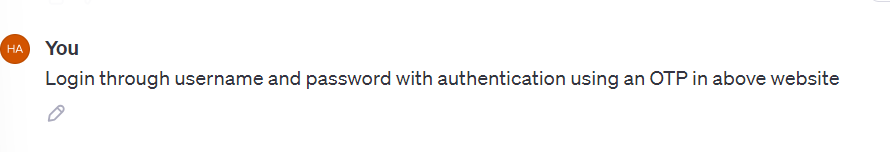 HA
You
Login through username and password with authentication using an OTP in above website